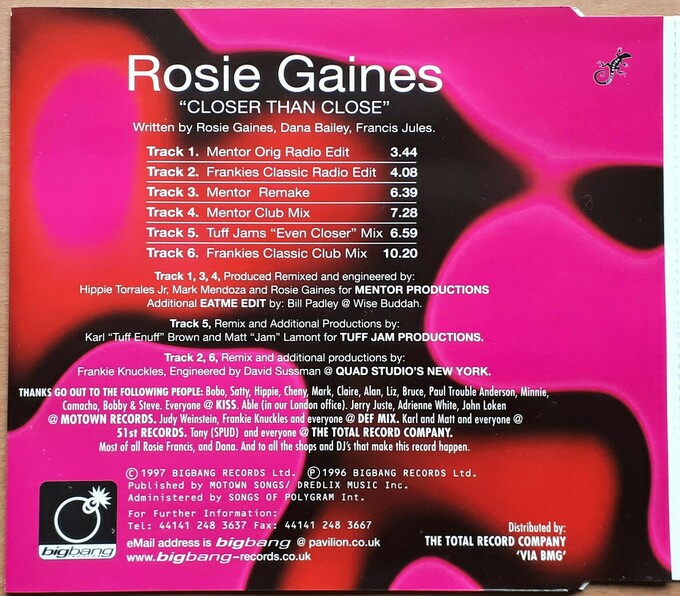 Rosie Gaines
"CLOSER THAN CLOSE"
Written by Rosie Gaines, Dana Bailey, Francis Jules.
Track 1. Mentor Orig Radio Edit 3.44
Track 2. Frankies Classic Radio Edit 4.08
Track 3. Mentor Remake 6.39
Track 4. Mentor Club Mix 7.28
Track 5. Tuff Jams "Even Closer" Mix 6.59
Track 6. Frankies Classic Club Mix 10.20
Track 1, 3, 4, Produced Remixed and engineered by:
Hippie Torrales Jr, Mark Mendoza and Rosie Gaines for MENTOR PRODUCTIONS
Additional EATME EDIT by: Bill Padley @ Wise Buddah.
Track 5, Remix and Additional Productions by:
Karl "Tuff Enuff" Brown and Matt "Jam" Lamont for TUFF JAM PRODUCTIONS.
Track 2, 6, Remix and additional productions by:
Frankie Knuckles, Engineered by David Sussman @ QUAD STUDIO'S NEW YORK.
THANKS GO OUT TO THE FOLLOWING PEOPLE: Babo, Satty, Hippie, Cheny, Mark, Claire, Alan, Liz, Bruce, Paul Trouble Anderson, Minnie,
Camacho, Bobby & Steve. Everyone @ KISS. Able (in our London office). Jerry Juste, Adrienne White, John Loken
@ MOTOWN RECORDS. Judy Weinstein, Frankie Knuckles and everyone @ DEF MIX. Karl and Matt and everyone @
51st RECORDS. Tony (SPUD) and everyone @ THE TOTAL RECORD COMPANY.
Most of all Rosie Francis, and Dana. And to all the shops and DJ's that make this record happen.
© 1997 BIGBANG RECORDS Ltd. ℗ 1996 BIGBANG RECORDS Ltd.
Published by MOTOWN SONGS/ DREDLIX MUSIC Inc.
Administered by SONGS OF POLYGRAM Int.
For Further Information:
Tel: 44141 248 3637 Fax: 44141 248 3667
eMail address is bigbang @ pavilion.co.uk
www.bigbang-records.co.uk
bigbang
Distributed by:
THE TOTAL RECORD COMPANY
'VIA BMG'